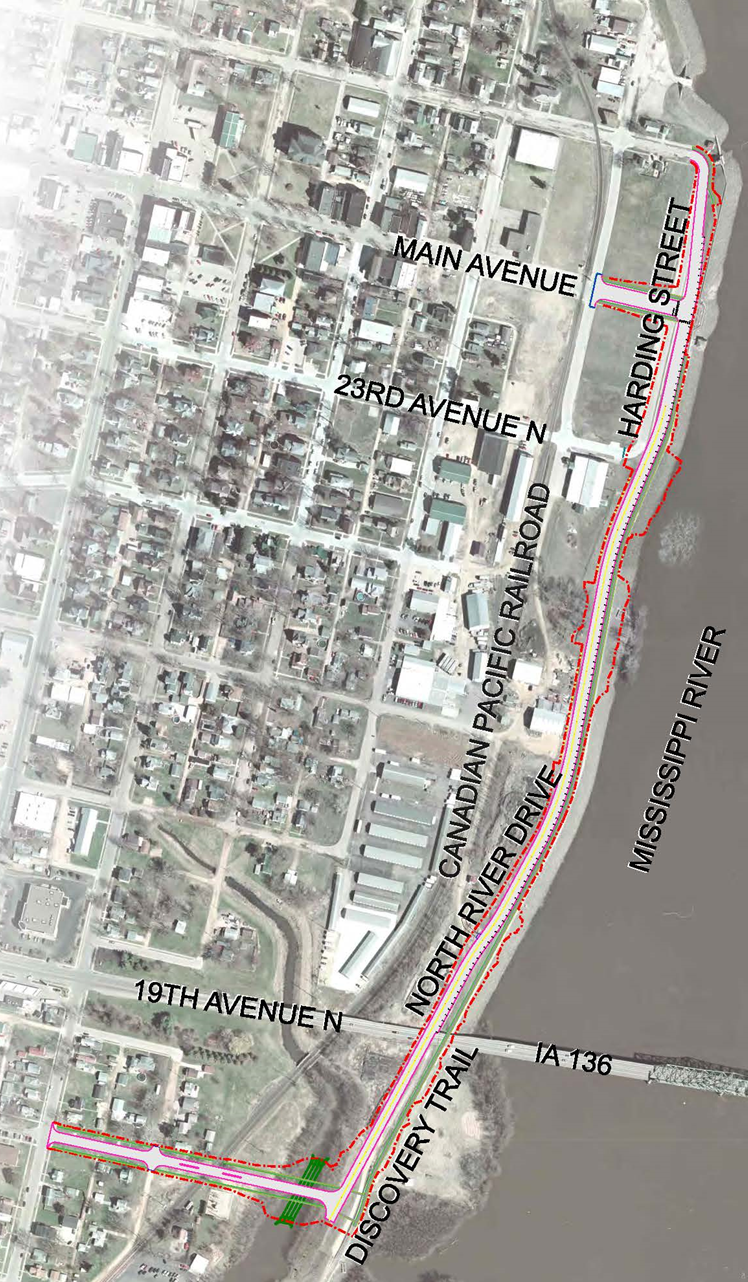 MAIN AVENUE
HARDING STREET
23RD AVENUE N
CANADIAN PACIFIC RAILROAD
MISSISSIPPI RIVER
NORTH RIVER DRIVE
19TH AVENUE N
IA 136
DISCOVERY TRAIL